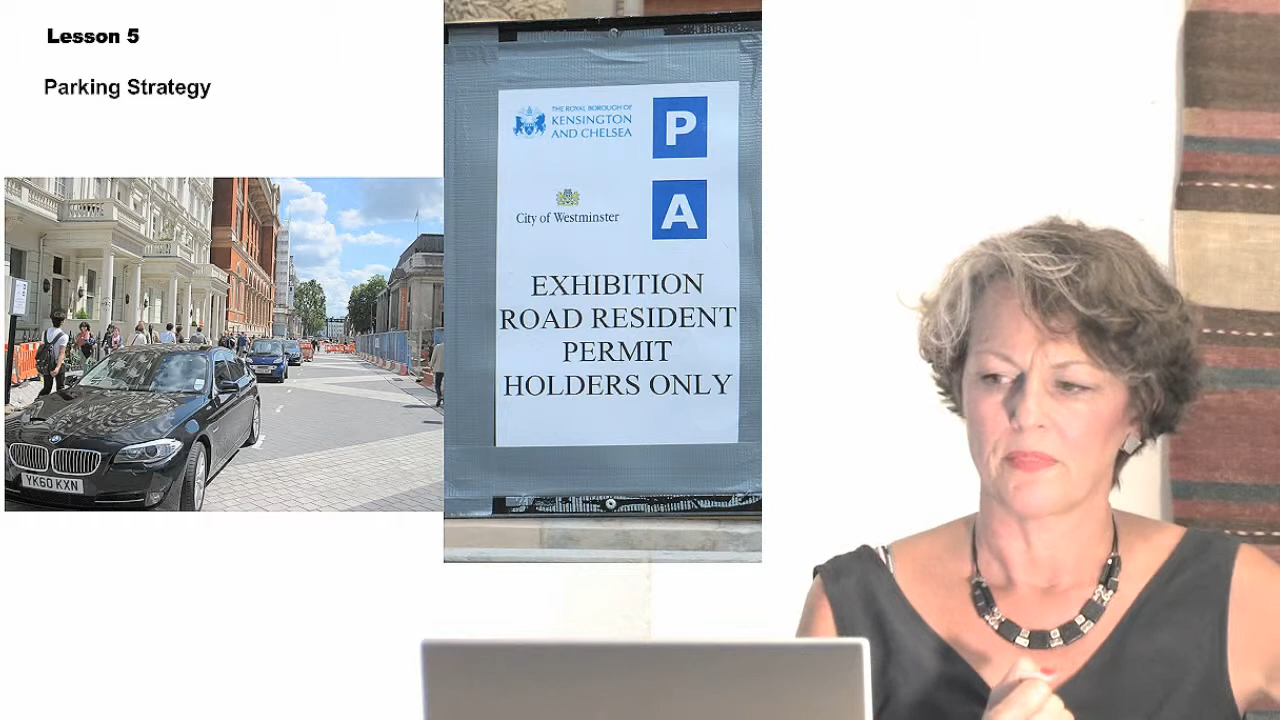 Lesson 5
Parking Strategy
THE ROYAL BOROUGH OF
KENSINGTON
AND CHELSEA
P
City of Westminster
A
EXHIBITION
ROAD RESIDENT
PERMIT
HOLDERS ONLY
YK60 KXN